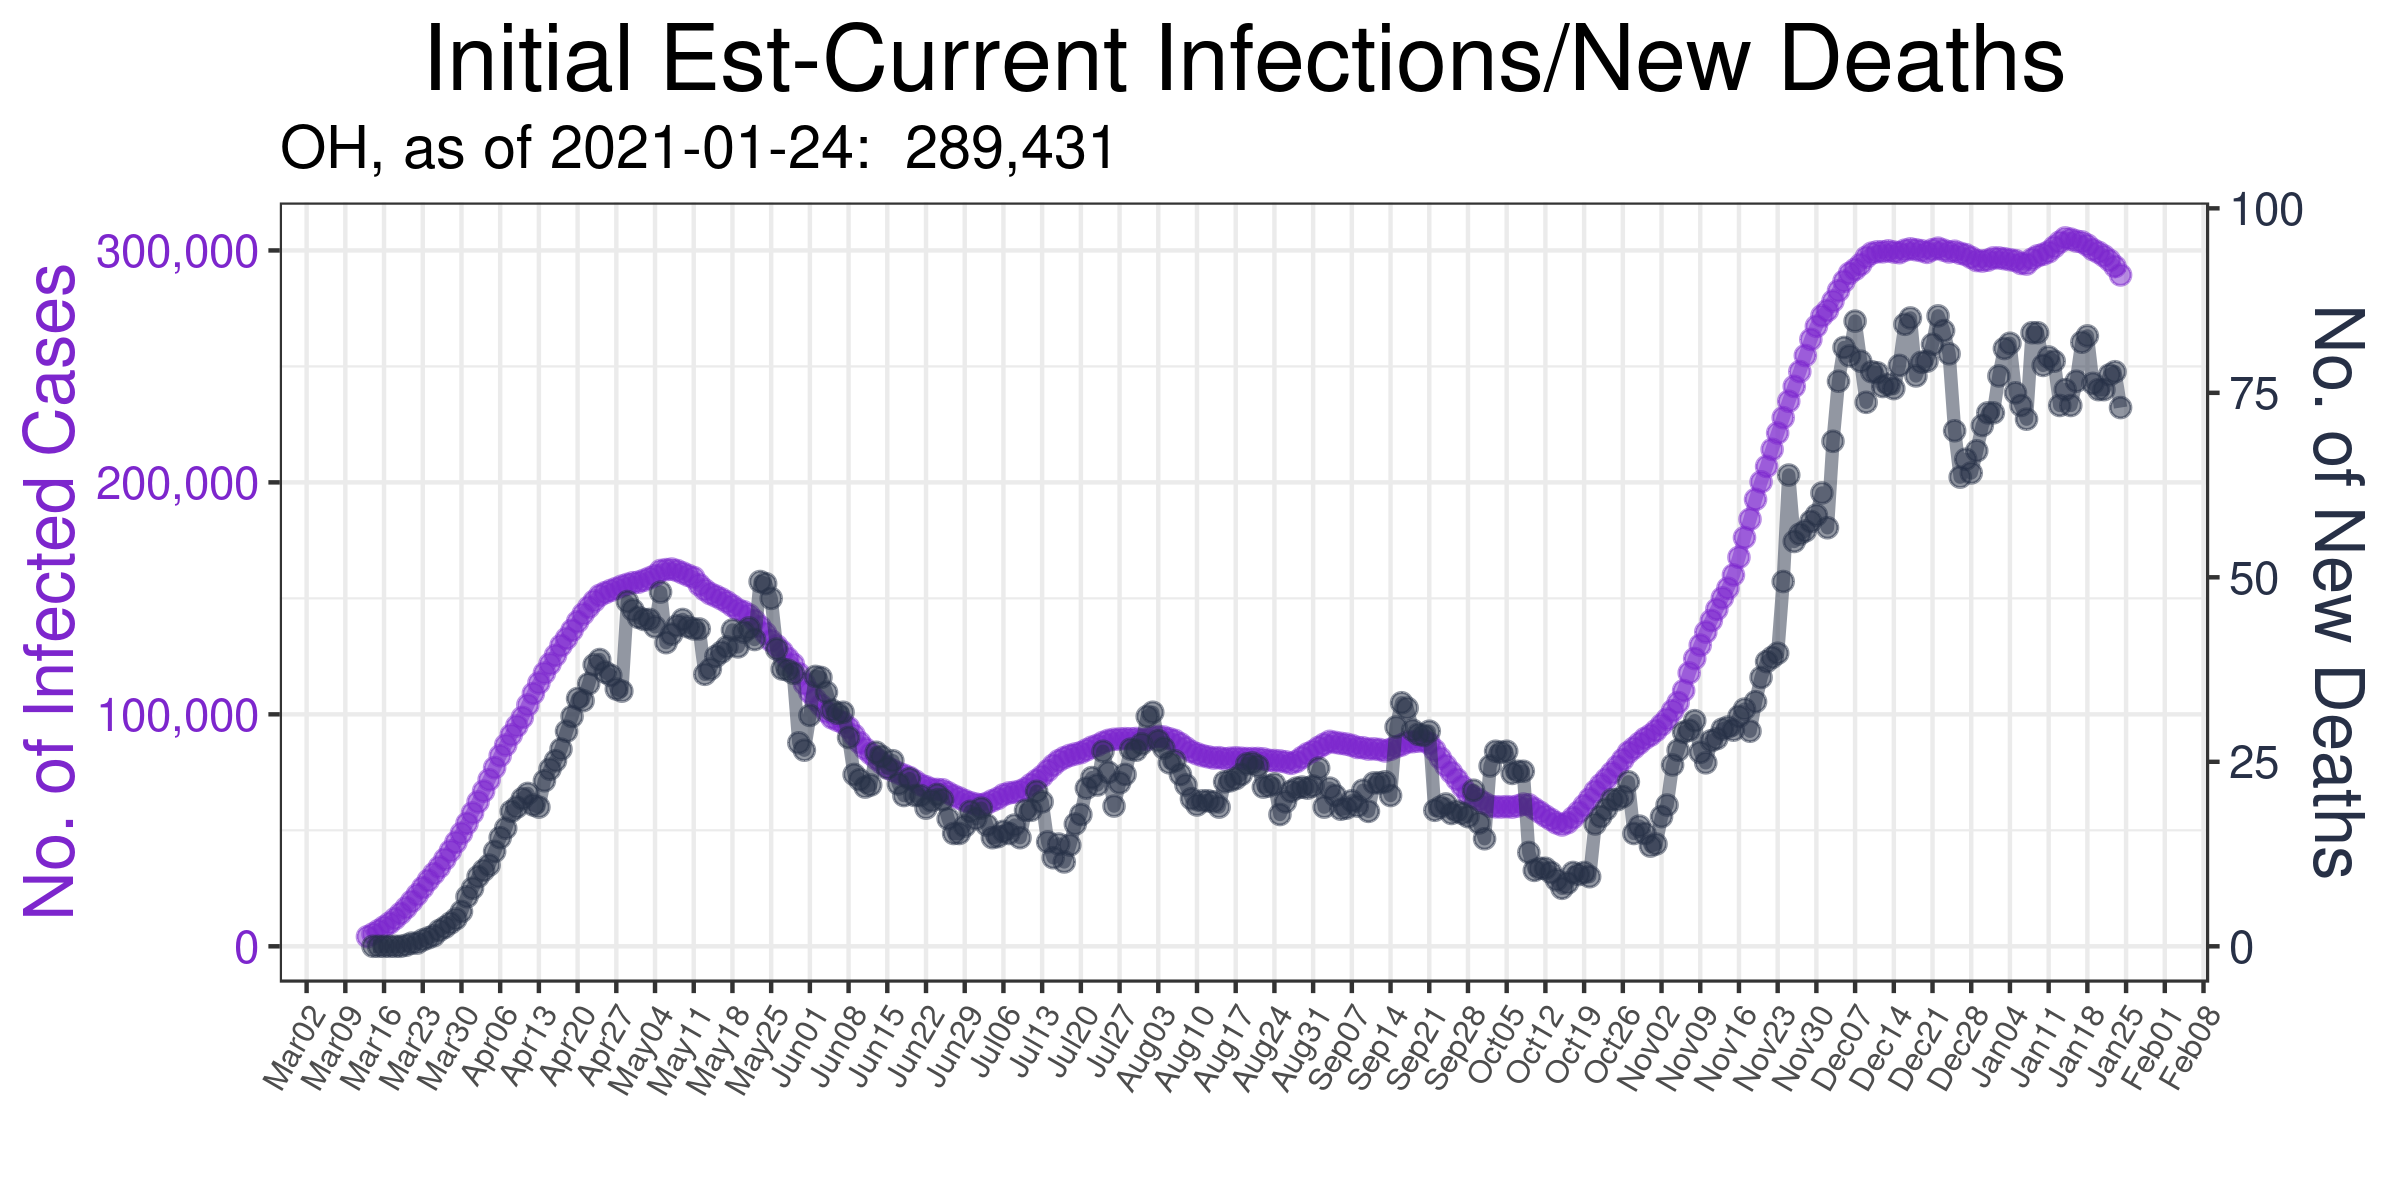 Initial Est-Current Infections/New Deaths
OH, as of 2021-01-24:  289,431
No. of Infected Cases
300,000
200,000
100,000
0
100
75
50
25
0
No. of New Deaths
Mar02
Mar09
Mar16
Mar23
Mar30
Apr06
Apr13
Apr20
Apr27
May04
May11
May18
May25
Jun01
Jun08
Jun15
Jun22
Jun29
Jul06
Jul13
Jul20
Jul27
Aug03
Aug10
Aug17
Aug24
Aug31
Sep07
Sep14
Sep21
Sep28
Oct05
Oct12
Oct19
Oct26
Nov02
Nov09
Nov16
Nov23
Nov30
Dec07
Dec14
Dec21
Dec28
Jan04
Jan11
Jan18
Jan25
Feb01
Feb08